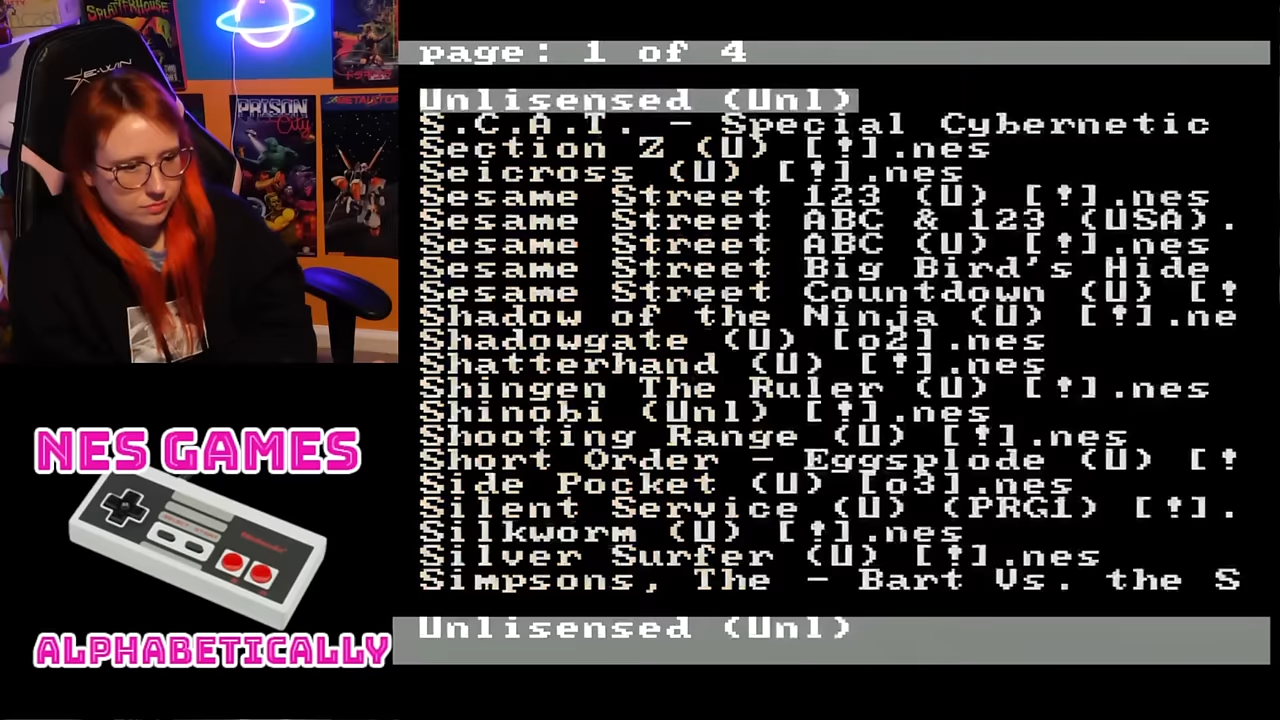 SPLATTERHOUSE
E-WIN
PRISON
City
page: 1 of 4
Unlisensed (Unl)
S.C.A.T. - Special Cybernetic
Section Z (U) [!].nes
Seicross (U) [!].nes
Sesame Street 123 (U) [!].nes
Sesame Street ABC & 123 (USA).
Sesame Street ABC (U) [!].nes
Sesame Street Big Bird's Hide
Sesame Street Countdown (U) [!
Shadow of the Ninja (U) [!].ne
Shadowgate (U) [o2].nes
Shatterhand (U) [!].nes
Shingen The Ruler (U) [!].nes
Shinobi (Unl) [!].nes
Shooting Range (U) [!].nes
Short Order - Eggsplode (U) [!
Side Pocket (U) [o3].nes
Silent Service (U) (PRG1) [!].
Silkworm (U) [!].nes
Silver Surfer (U) [!].nes
Simpsons, The - Bart Vs. the S
Unlisensed (Unl)
NES GAMES
ALPHABETICALLY